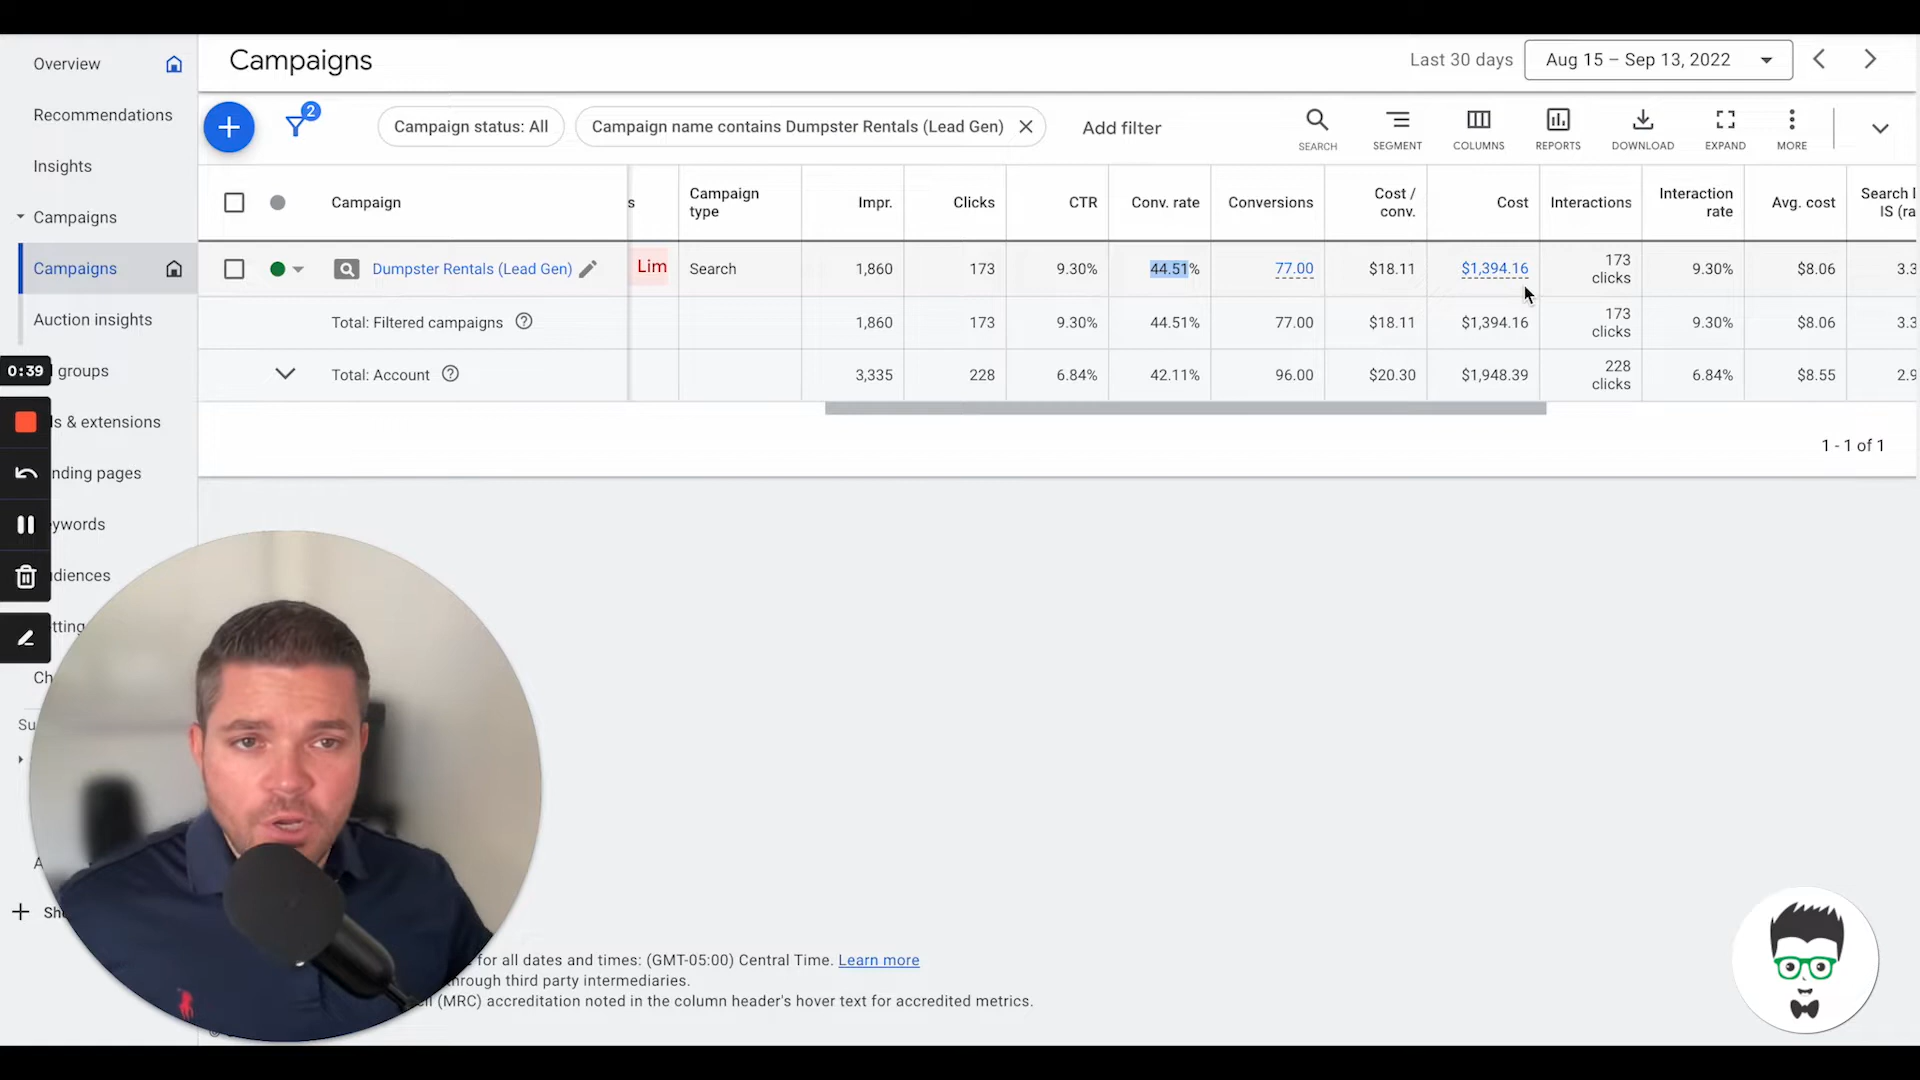 Overview
Recommendations
Insights
Campaigns
Campaigns
Auction insights
groups
ls & extensions
nding pages
ywords
diences
etting
Ch
Su
A
Sh
0:39
Campaigns
Last 30 days
Aug 15 – Sep 13, 2022
2
Campaign status: All
Campaign name contains Dumpster Rentals (Lead Gen)
Add filter
SEARCH
SEGMENT
COLUMNS
REPORTS
DOWNLOAD
EXPAND
MORE
Campaign s Campaign type Impr. Clicks CTR Conv. rate Conversions Cost / conv. Cost Interactions Interaction rate Avg. cost Search IS (ra
Dumpster Rentals (Lead Gen) Lim Search 1,860 173 9.30% 44.51% 77.00 $18.11 $1,394.16 173 clicks 9.30% $8.06 3.3
Total: Filtered campaigns 1,860 173 9.30% 44.51% 77.00 $18.11 $1,394.16 173 clicks 9.30% $8.06 3.3
Total: Account 3,335 228 6.84% 42.11% 96.00 $20.30 $1,948.39 228 clicks 6.84% $8.55 2.9
1 - 1 of 1
for all dates and times: (GMT-05:00) Central Time. Learn more
hrough third party intermediaries.
(MRC) accreditation noted in the column header's hover text for accredited metrics.